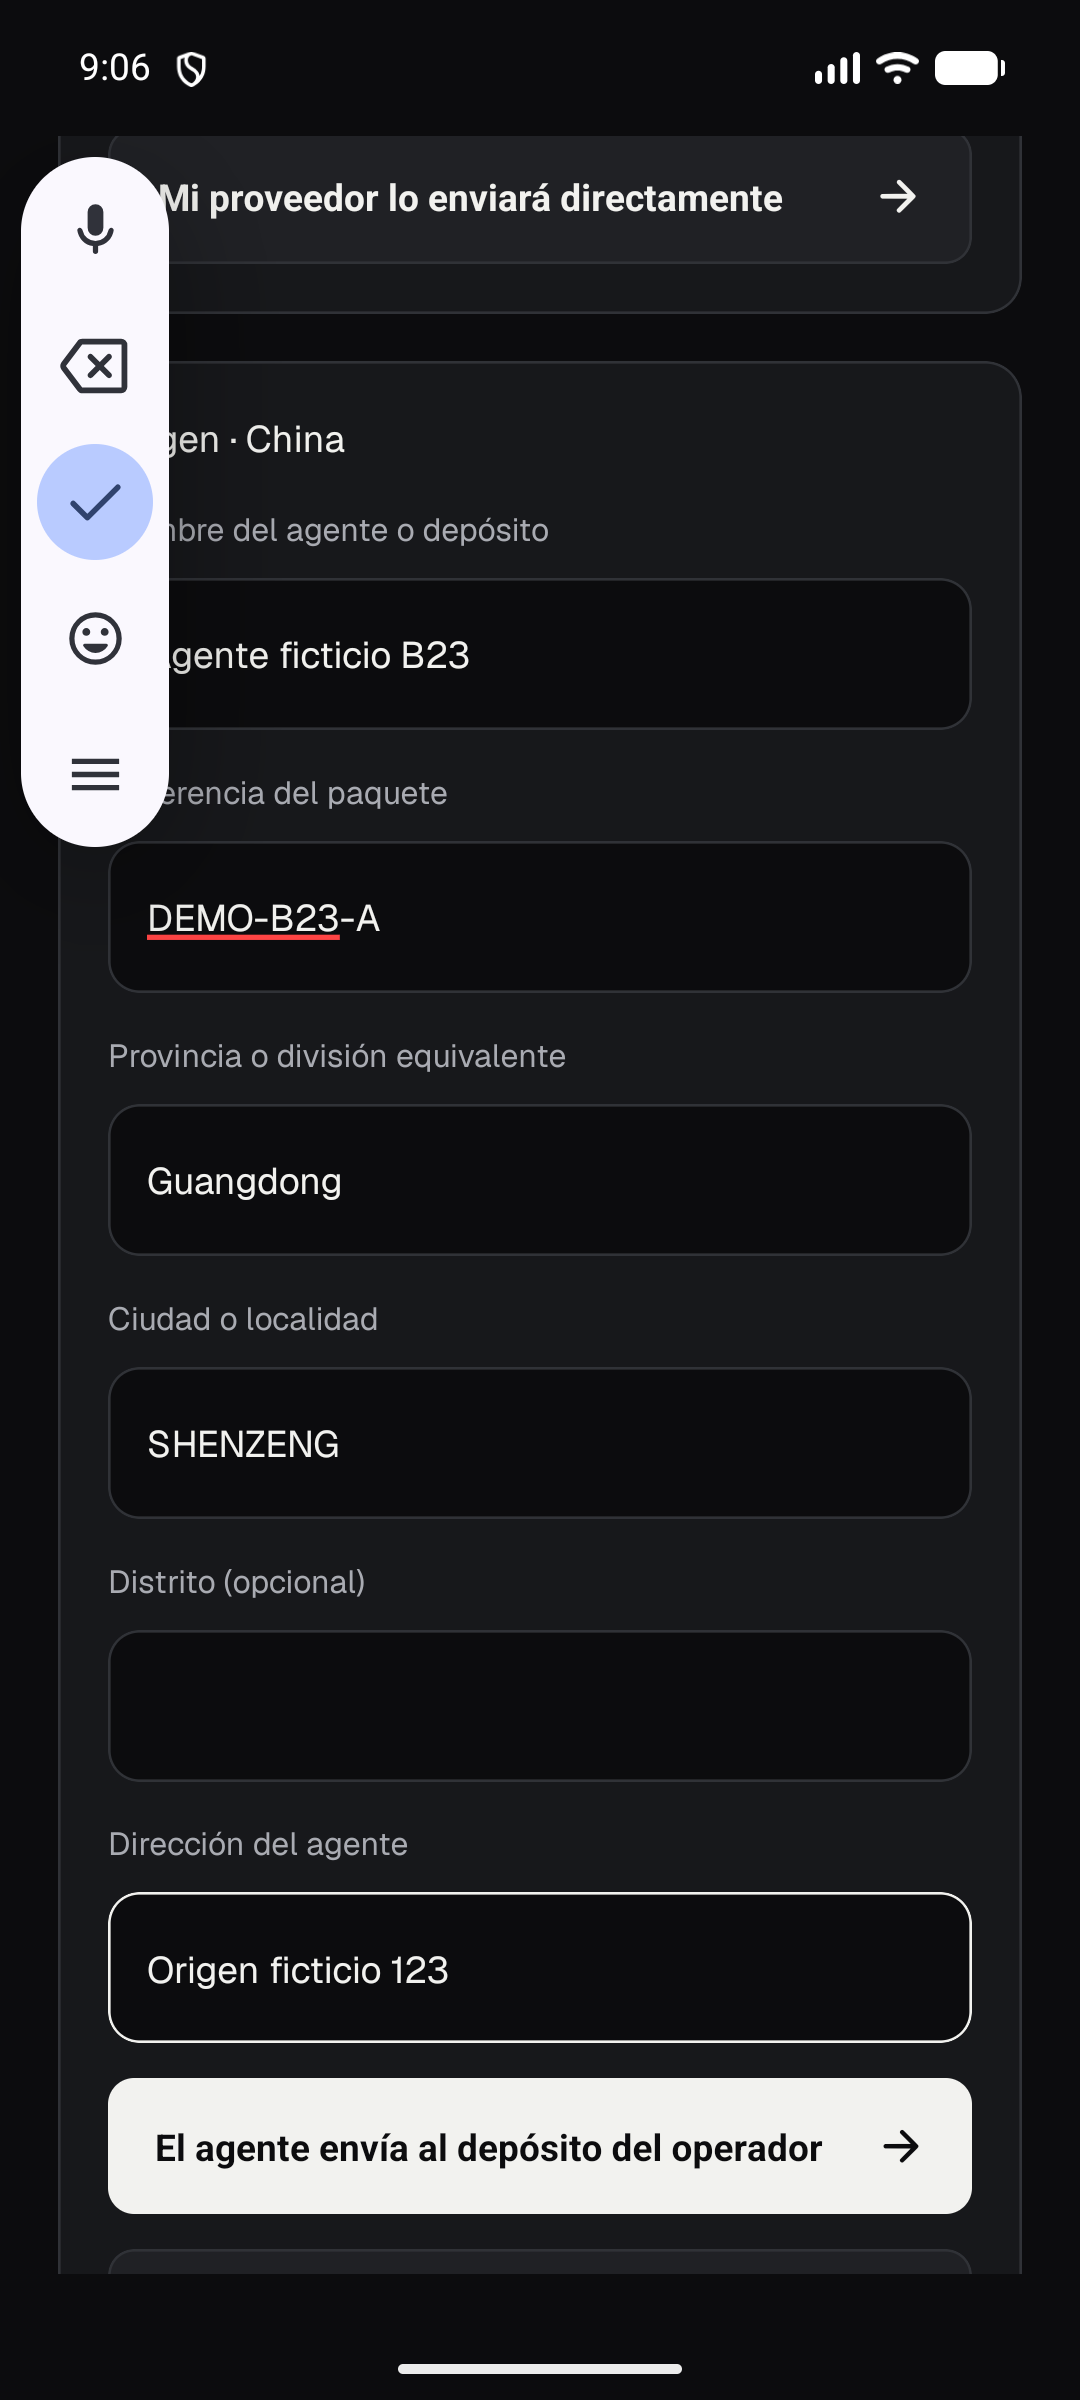 9:06
Mi proveedor lo enviará directamente
gen · China
bre del agente o depósito
Agente ficticio B23
erencia del paquete
DEMO-B23-A
Provincia o división equivalente
Guangdong
Ciudad o localidad
SHENZENG
Distrito (opcional)
Dirección del agente
Origen ficticio 123
El agente envía al depósito del operador